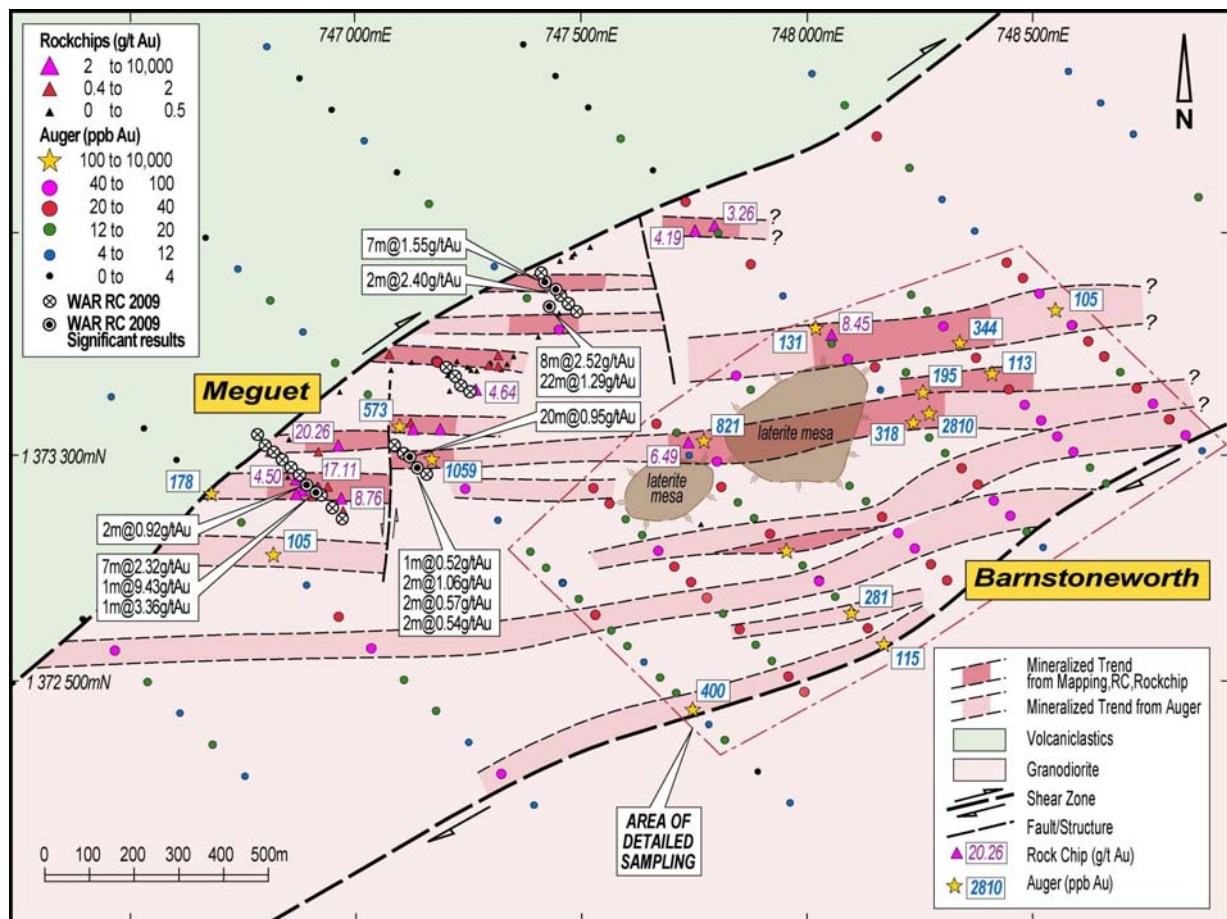 747 000mE
747 500mE
748 000mE
748 500mE
Rockchips (g/t Au)
2 to 10,000
0.4 to 2
0 to 0.5
Auger (ppb Au)
100 to 10,000
40 to 100
20 to 40
12 to 20
4 to 12
0 to 4
WAR RC 2009
WAR RC 2009
Significant results
N
3.26
4.19
?
?
7m@1.55g/tAu
2m@2.40g/tAu
8m@2.52g/tAu
22m@1.29g/tAu
131
8.45
344
105
?
?
113
195
2810
318
?
?
Meguet
4.64
573
20m@0.95g/tAu
20.26
17.11
4.50
8.76
1059
821
6.49
laterite mesa
laterite
mesa
1 373 300mN
178
2m@0.92g/tAu
105
7m@2.32g/tAu
1m@9.43g/tAu
1m@3.36g/tAu
1m@0.52g/tAu
2m@1.06g/tAu
2m@0.57g/tAu
2m@0.54g/tAu
Barnstoneworth
281
115
400
1 372 500mN
AREA OF
DETAILED
SAMPLING
0 100 200 300 400 500m
Mineralized Trend
from Mapping,RC,Rockchip
Mineralized Trend from Auger
Volcaniclastics
Granodiorite
Shear Zone
Fault/Structure
20.26 Rock Chip (g/t Au)
2810 Auger (ppb Au)